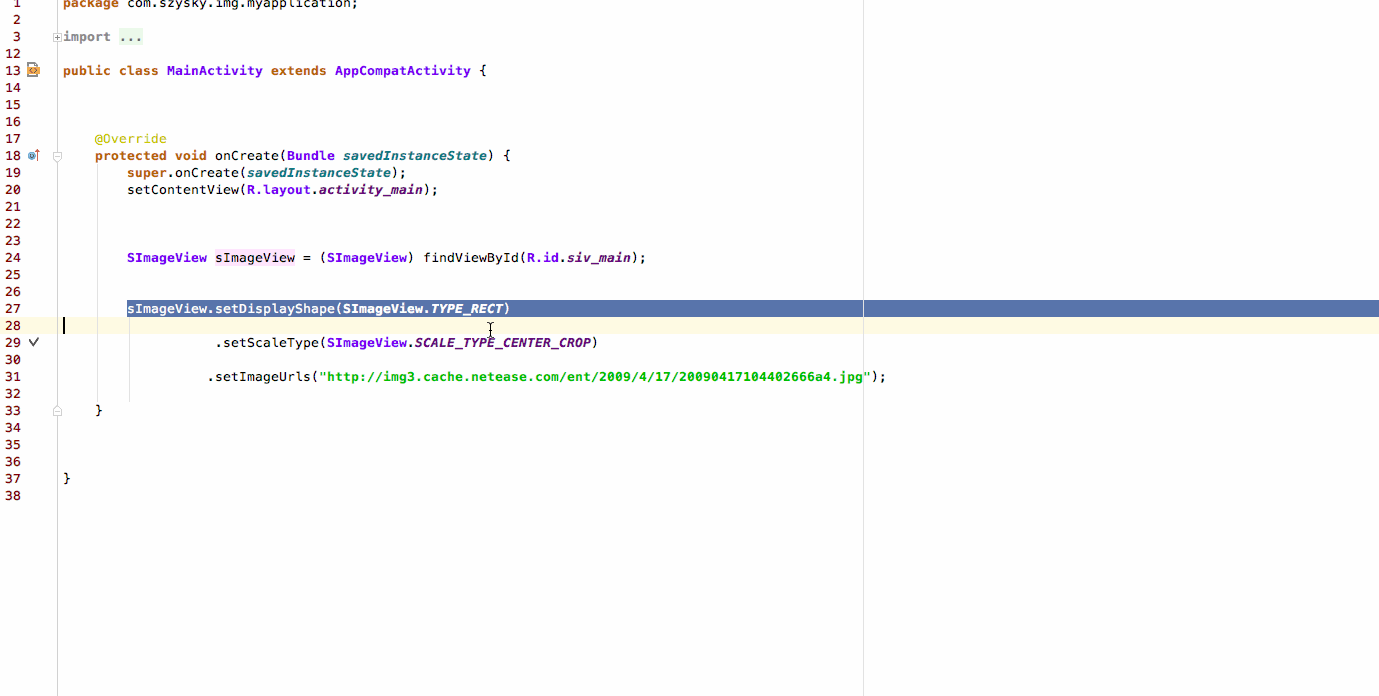 1 package com.szysky.img.myapplication;
2
3 import ...
12
13 public class MainActivity extends AppCompatActivity {
14
15
16
17 @Override
18 protected void onCreate(Bundle savedInstanceState) {
19 super.onCreate(savedInstanceState);
20 setContentView(R.layout.activity_main);
21
22
23
24 SImageView sImageView = (SImageView) findViewById(R.id.siv_main);
25
26
27 sImageView.setDisplayShape(SImageView.TYPE_RECT)
28
29 .setScaleType(SImageView.SCALE_TYPE_CENTER_CROP)
30
31 .setImageUrls("http://img3.cache.netease.com/ent/2009/4/17/20090417104402666a4.jpg");
32
33 }
34
35
36
37 }
38